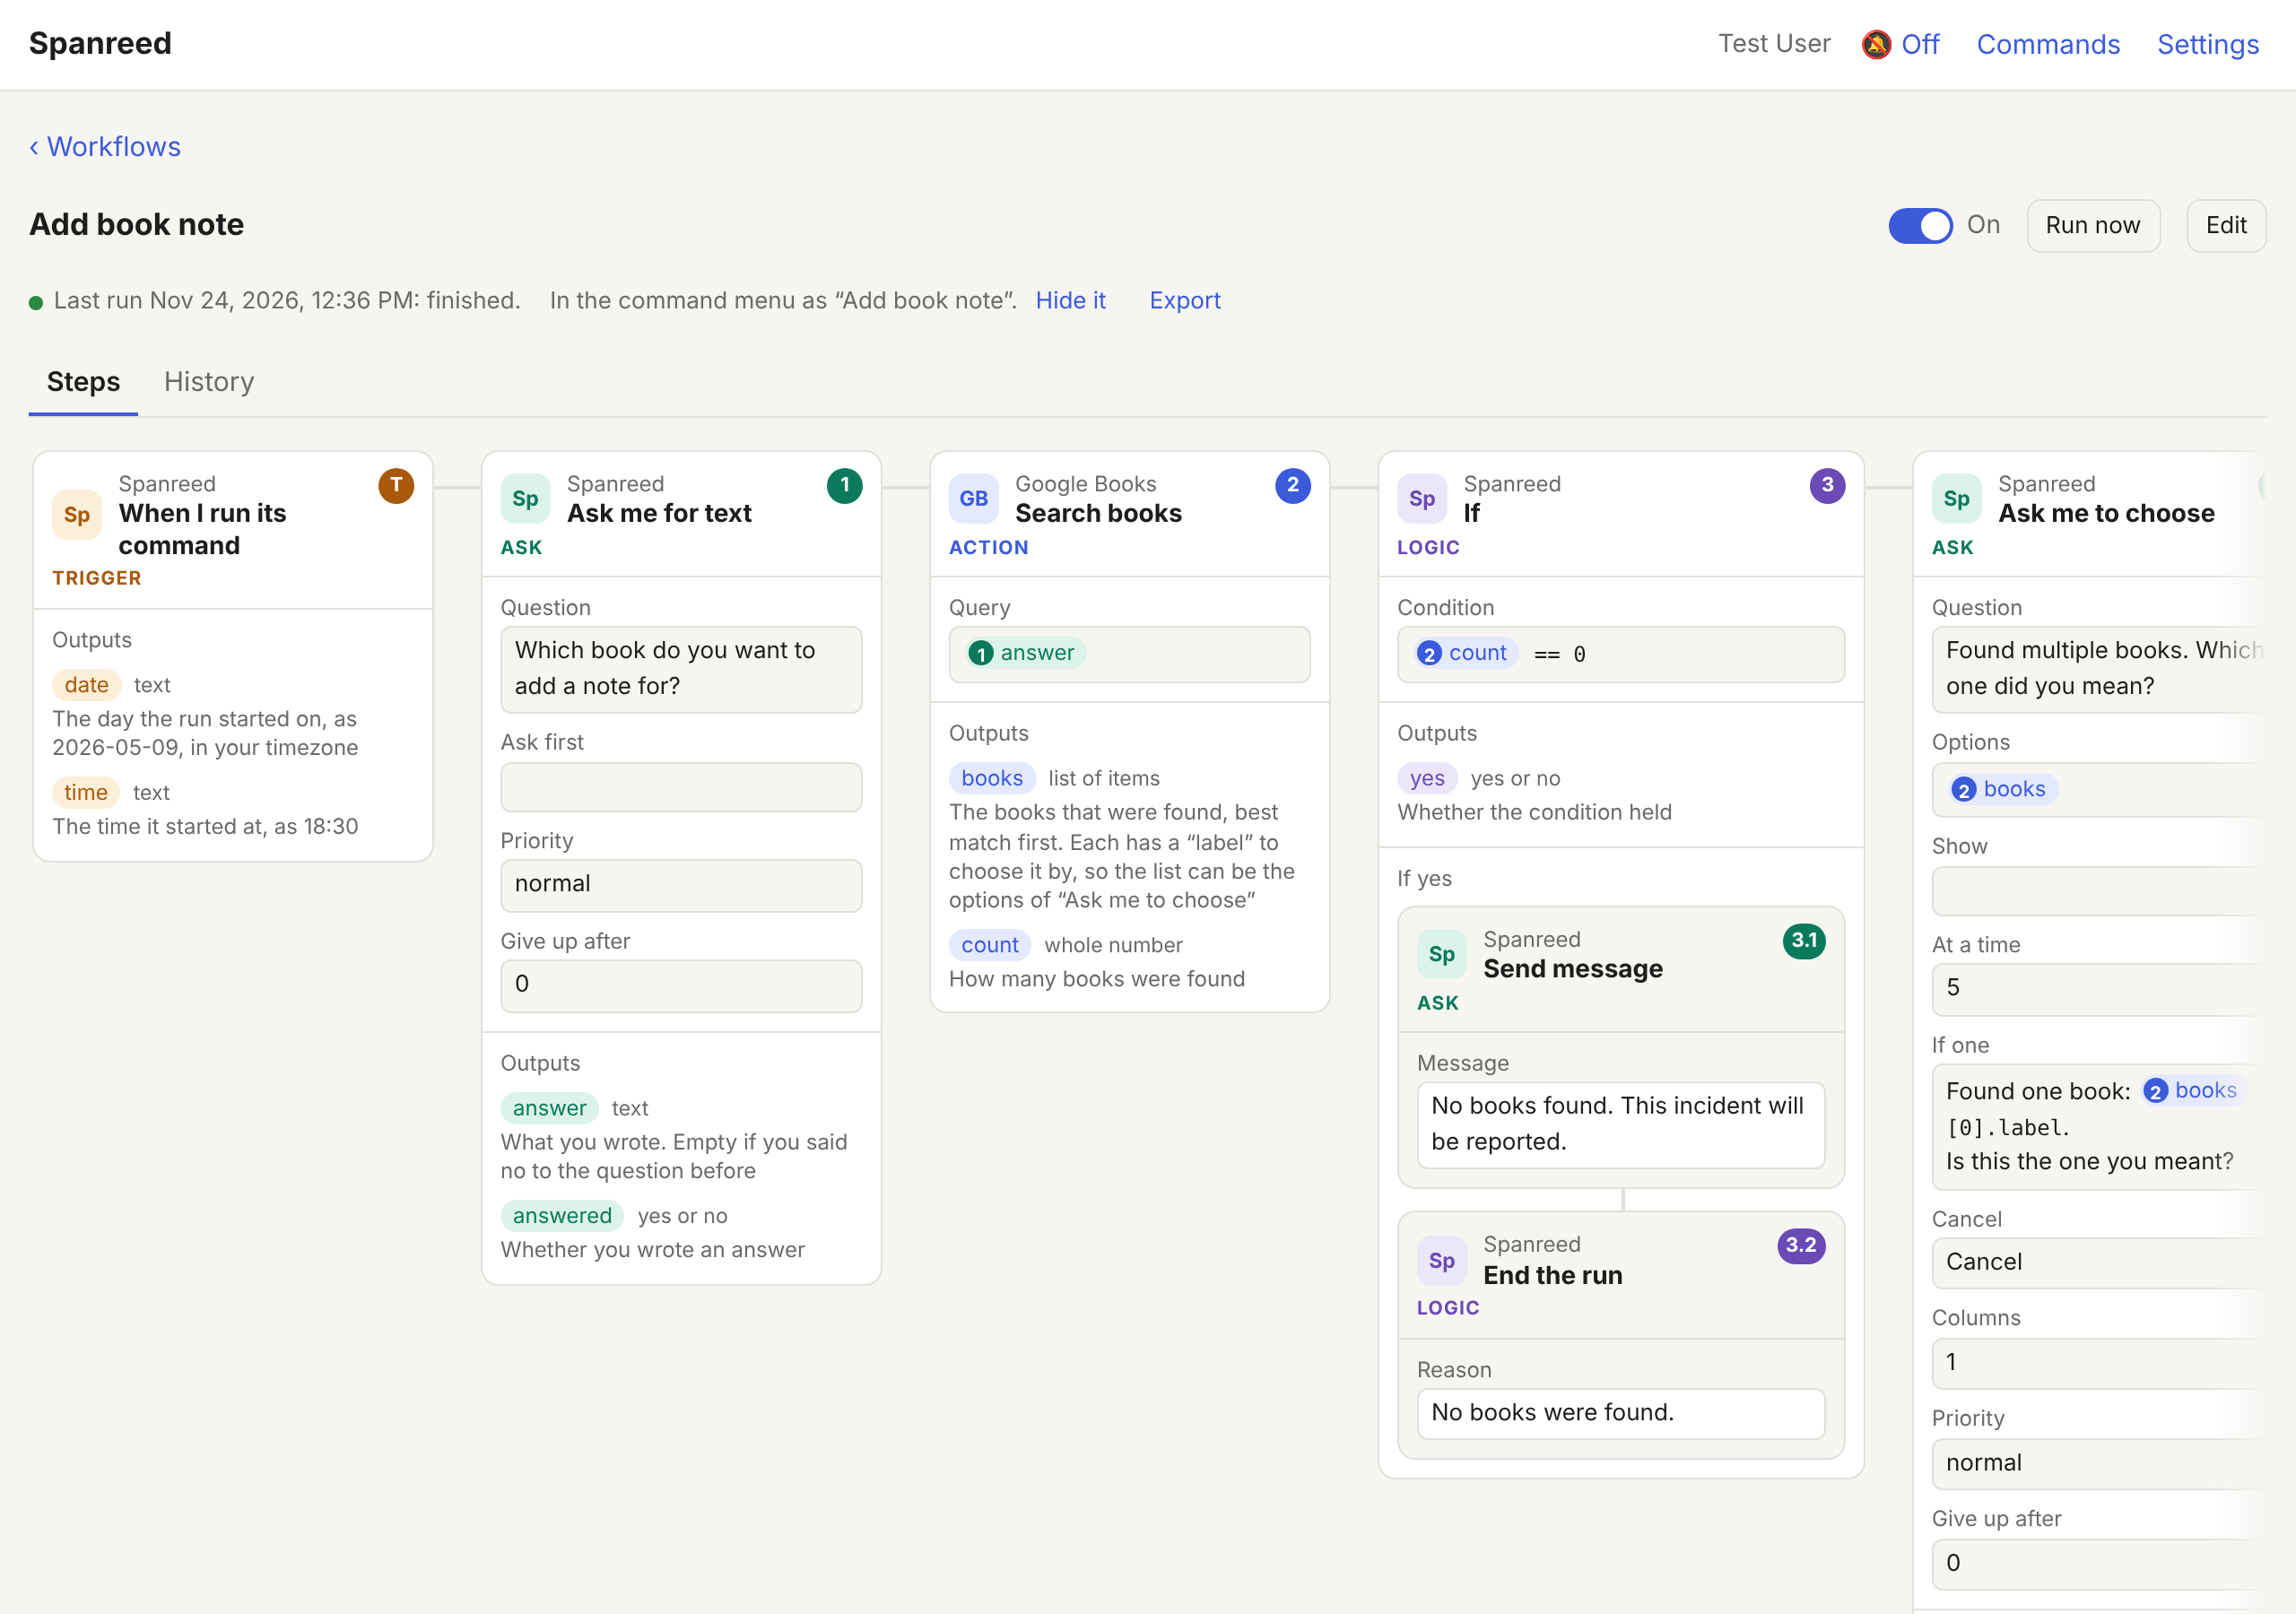 Spanreed
Test User
Off
Commands
Settings
‹ Workflows
Add book note
On
Run now
Edit
Last run Nov 24, 2026, 12:36 PM: finished.
In the command menu as “Add book note”.
Hide it
Export
Steps
History
Sp
Spanreed
When I run its
command
T
TRIGGER
Outputs
date text
The day the run started on, as
2026-05-09, in your timezone
time text
The time it started at, as 18:30
Sp
Spanreed
Ask me for text
1
ASK
Question
Which book do you want to
add a note for?
Ask first
Priority
normal
Give up after
0
Outputs
answer text
What you wrote. Empty if you said
no to the question before
answered yes or no
Whether you wrote an answer
GB
Google Books
Search books
2
ACTION
Query
1 answer
Outputs
books list of items
The books that were found, best
match first. Each has a “label” to
choose it by, so the list can be the
options of “Ask me to choose”
count whole number
How many books were found
Sp
Spanreed
If
3
LOGIC
Condition
2 count == 0
Outputs
yes yes or no
Whether the condition held
If yes
Sp
Spanreed
Send message
3.1
ASK
Message
No books found. This incident will
be reported.
Sp
Spanreed
End the run
3.2
LOGIC
Reason
No books were found.
Sp
Spanreed
Ask me to choose
ASK
Question
Found multiple books. Which
one did you mean?
Options
2 books
Show
At a time
5
If one
Found one book: 2 books
[0].label.
Is this the one you meant?
Cancel
Cancel
Columns
1
Priority
normal
Give up after
0